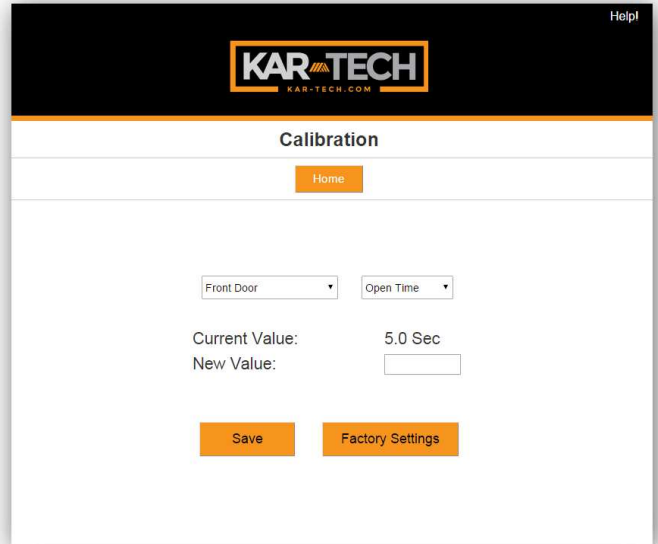 Help!
KAR TECH
KAR-TECH.COM
Calibration
Home
Front Door Open Time
Current Value: 5.0 Sec
New Value:
Save Factory Settings